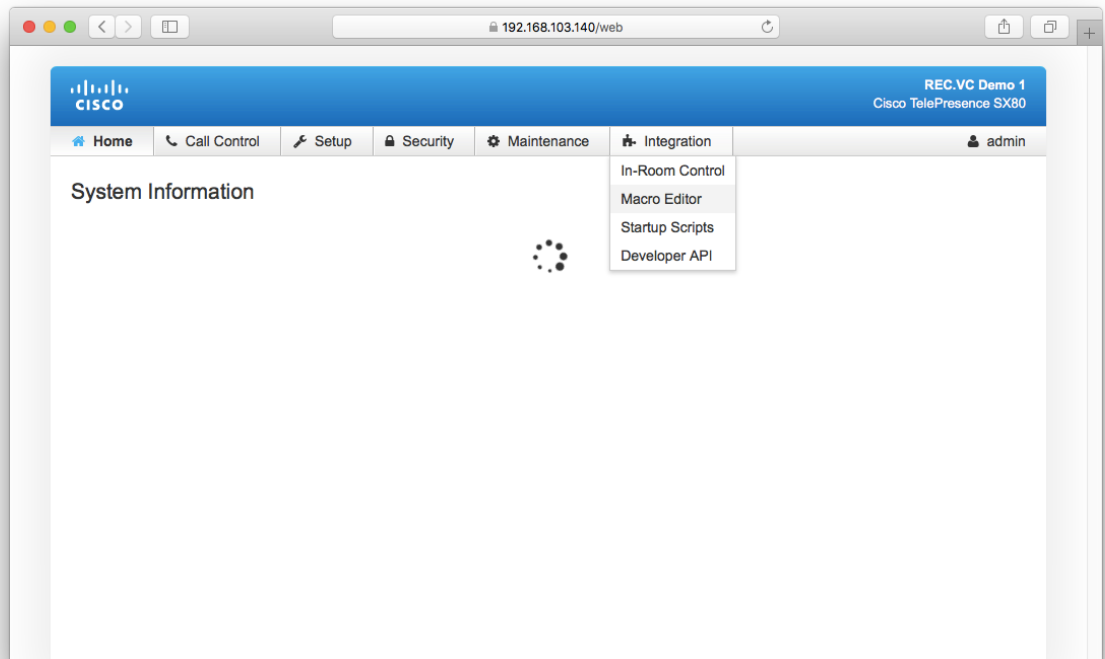 192.168.103.140/web
CISCO
REC.VC Demo 1
Cisco TelePresence SX80
Home
Call Control
Setup
Security
Maintenance
Integration
admin
In-Room Control
Macro Editor
Startup Scripts
Developer API
System Information